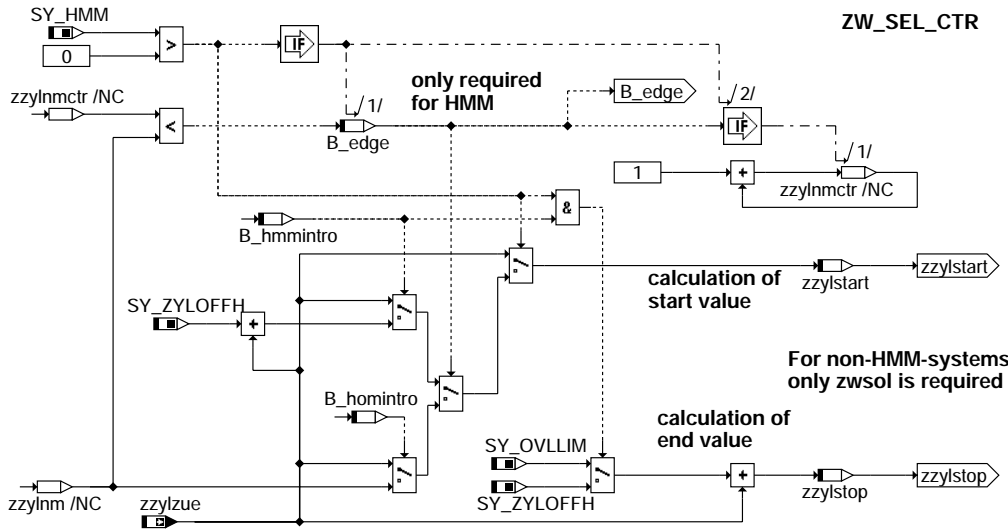 SY_HMM
ZW_SEL_CTR
0
>
IF
zzylnmctr /NC
only required
for HMM
B_edge
/2/
<
/1/
B_edge
IF
/1/
1
+
zzylnmctr /NC
&
B_hmmintro
calculation of
start value
zzylstart
zzylstart
SY_ZYLOFFH
+
For non-HMM-systems
only zwsol is required
B_homintro
calculation of
end value
SY_OVLLIM
SY_ZYLOFFH
+
zzylstop
zzylstop
zzylnm /NC
zzylzue